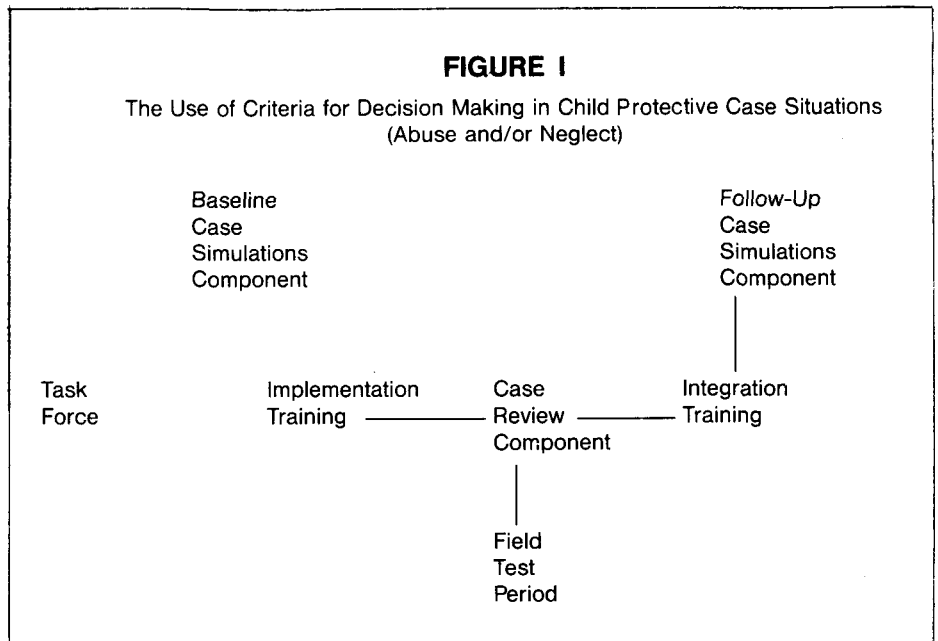 FIGURE I
The Use of Criteria for Decision Making in Child Protective Case Situations
(Abuse and/or Neglect)
Baseline
Case
Simulations
Component
Follow-Up
Case
Simulations
Component
Task
Force
Implementation
Training
Case
Review
Component
Integration
Training
Field
Test
Period